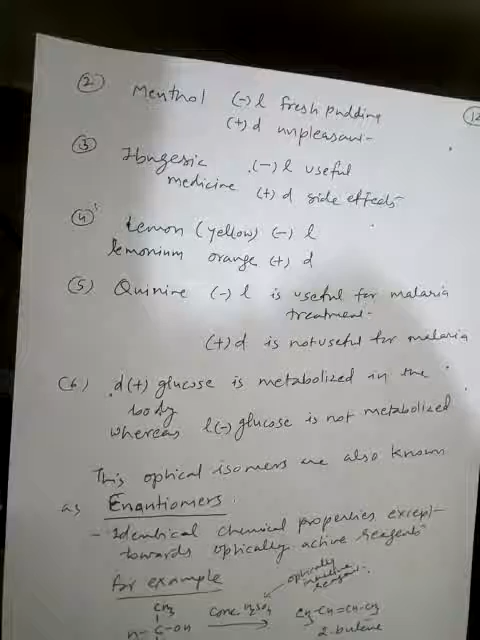 (2) Menthol (-) l fresh pudding
(+) d unpleasant-
(3) Ibugesic (-) l useful
medicine (+) d side effects
(4) Lemon (yellow) (-) l
lemonium orange (+) d
(5) Quinine (-) l is useful for malaria
treatment-
(+) d is not useful for malaria
(6) d(+) glucose is metabolized in the
body
whereas l(-) glucose is not metabolized
This optical isomers are also known
as Enantiomers.
- Identical chemical properties except-
towards optically active reagents
for example
optically
reagent-
CH3
H- C -OH Conc. H2SO4 CH3-CH=CH-CH3
2-butene